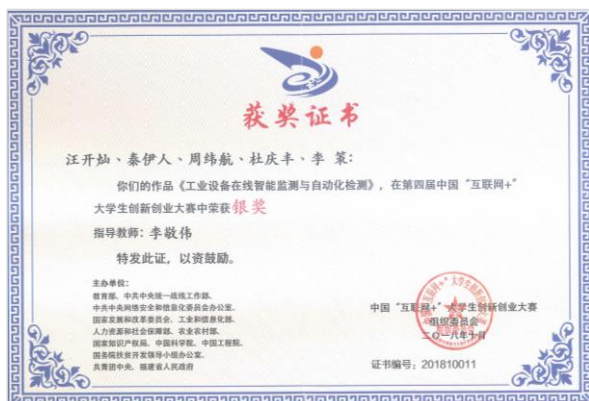 获奖证书
汪开灿、秦伊人、周纬航、杜庆丰、李 策：
你们的作品《工业设备在线智能监测与自动化检测》，在第四届中国“互联网+”
大学生创新创业大赛中荣获银奖
指导教师：李敬伟
特发此证，以资鼓励。
主办单位：
教育部、中共中央统一战线工作部、
中共中央网络安全和信息化委员会办公室、
国家发展和改革委员会、工业和信息化部、
人力资源和社会保障部、农业农村部、
国家知识产权局、中国科学院、中国工程院、
国务院扶贫开发领导小组办公室、
共青团中央、福建省人民政府
中国“互联网+”大学生创新创业大赛
组织委员会
二〇一八年十月
证书编号：201810011